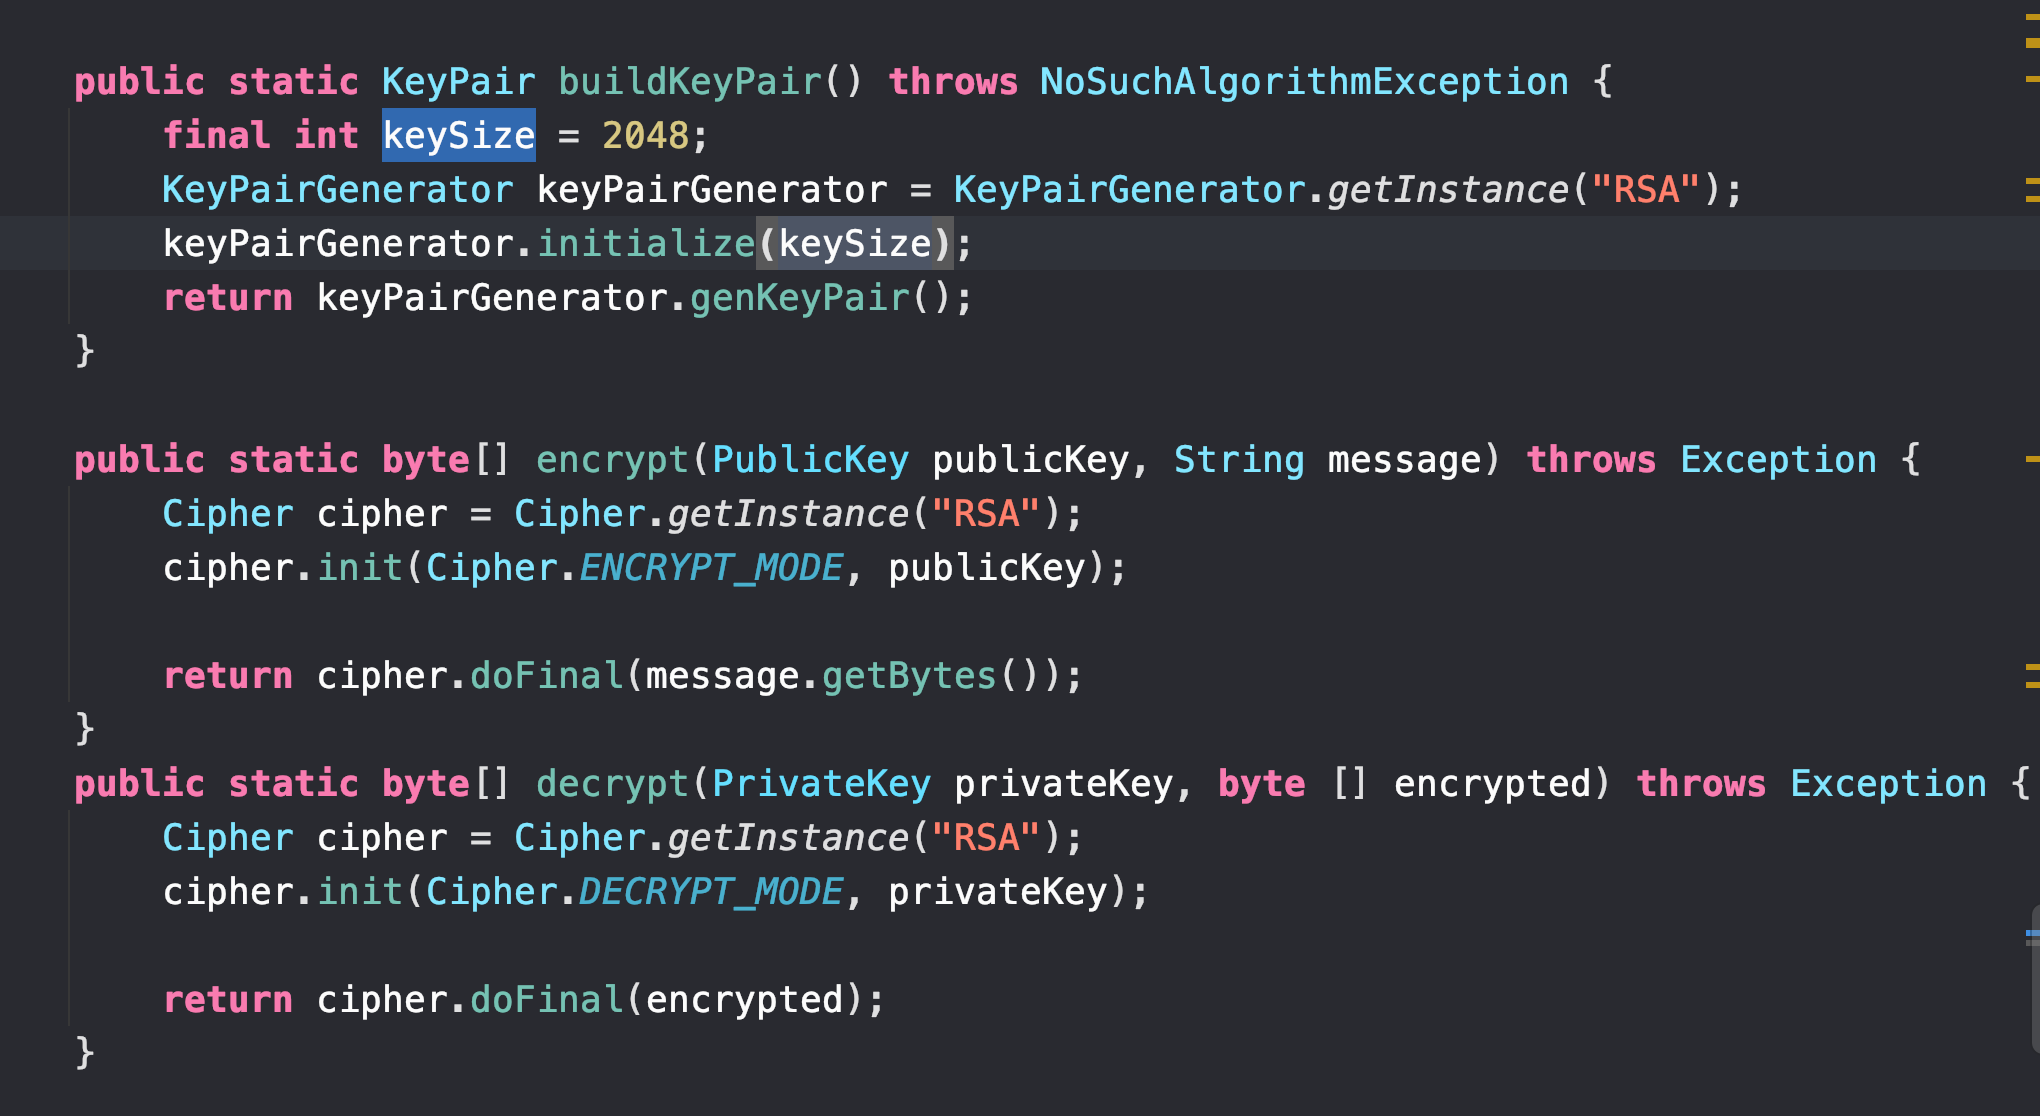 public static KeyPair buildKeyPair() throws NoSuchAlgorithmException {
final int keySize = 2048;
KeyPairGenerator keyPairGenerator = KeyPairGenerator.getInstance("RSA");
keyPairGenerator.initialize(keySize);
return keyPairGenerator.genKeyPair();
}
public static byte[] encrypt(PublicKey publicKey, String message) throws Exception {
Cipher cipher = Cipher.getInstance("RSA");
cipher.init(Cipher.ENCRYPT_MODE, publicKey);
return cipher.doFinal(message.getBytes());
}
public static byte[] decrypt(PrivateKey privateKey, byte [] encrypted) throws Exception {
Cipher cipher = Cipher.getInstance("RSA");
cipher.init(Cipher.DECRYPT_MODE, privateKey);
return cipher.doFinal(encrypted);
}